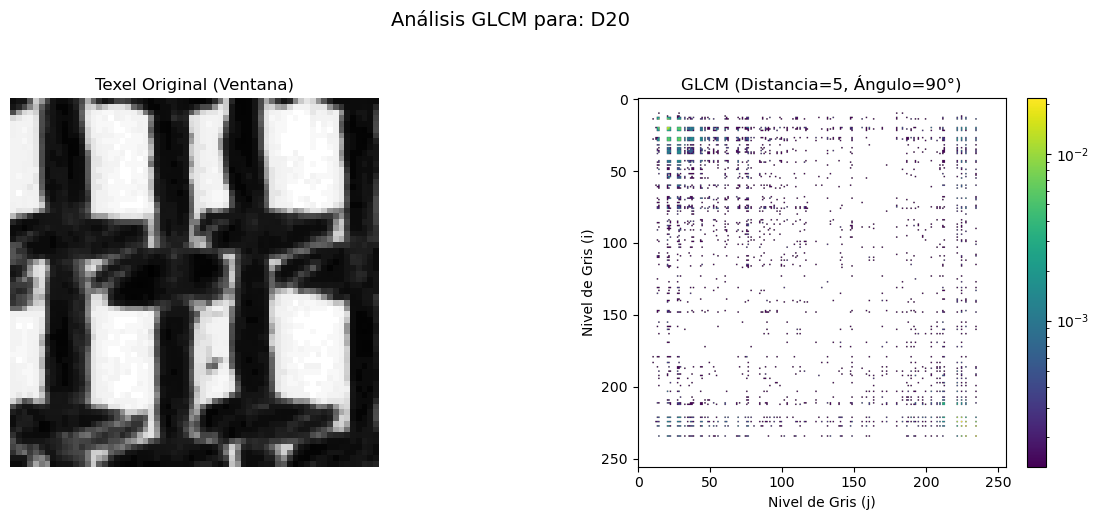 Análisis GLCM para: D20
Texel Original (Ventana)
GLCM (Distancia=5, Ángulo=90°)
0
50
100
150
200
250
Nivel de Gris (i)
0 50 100 150 200 250
Nivel de Gris (j)
10⁻²
10⁻³